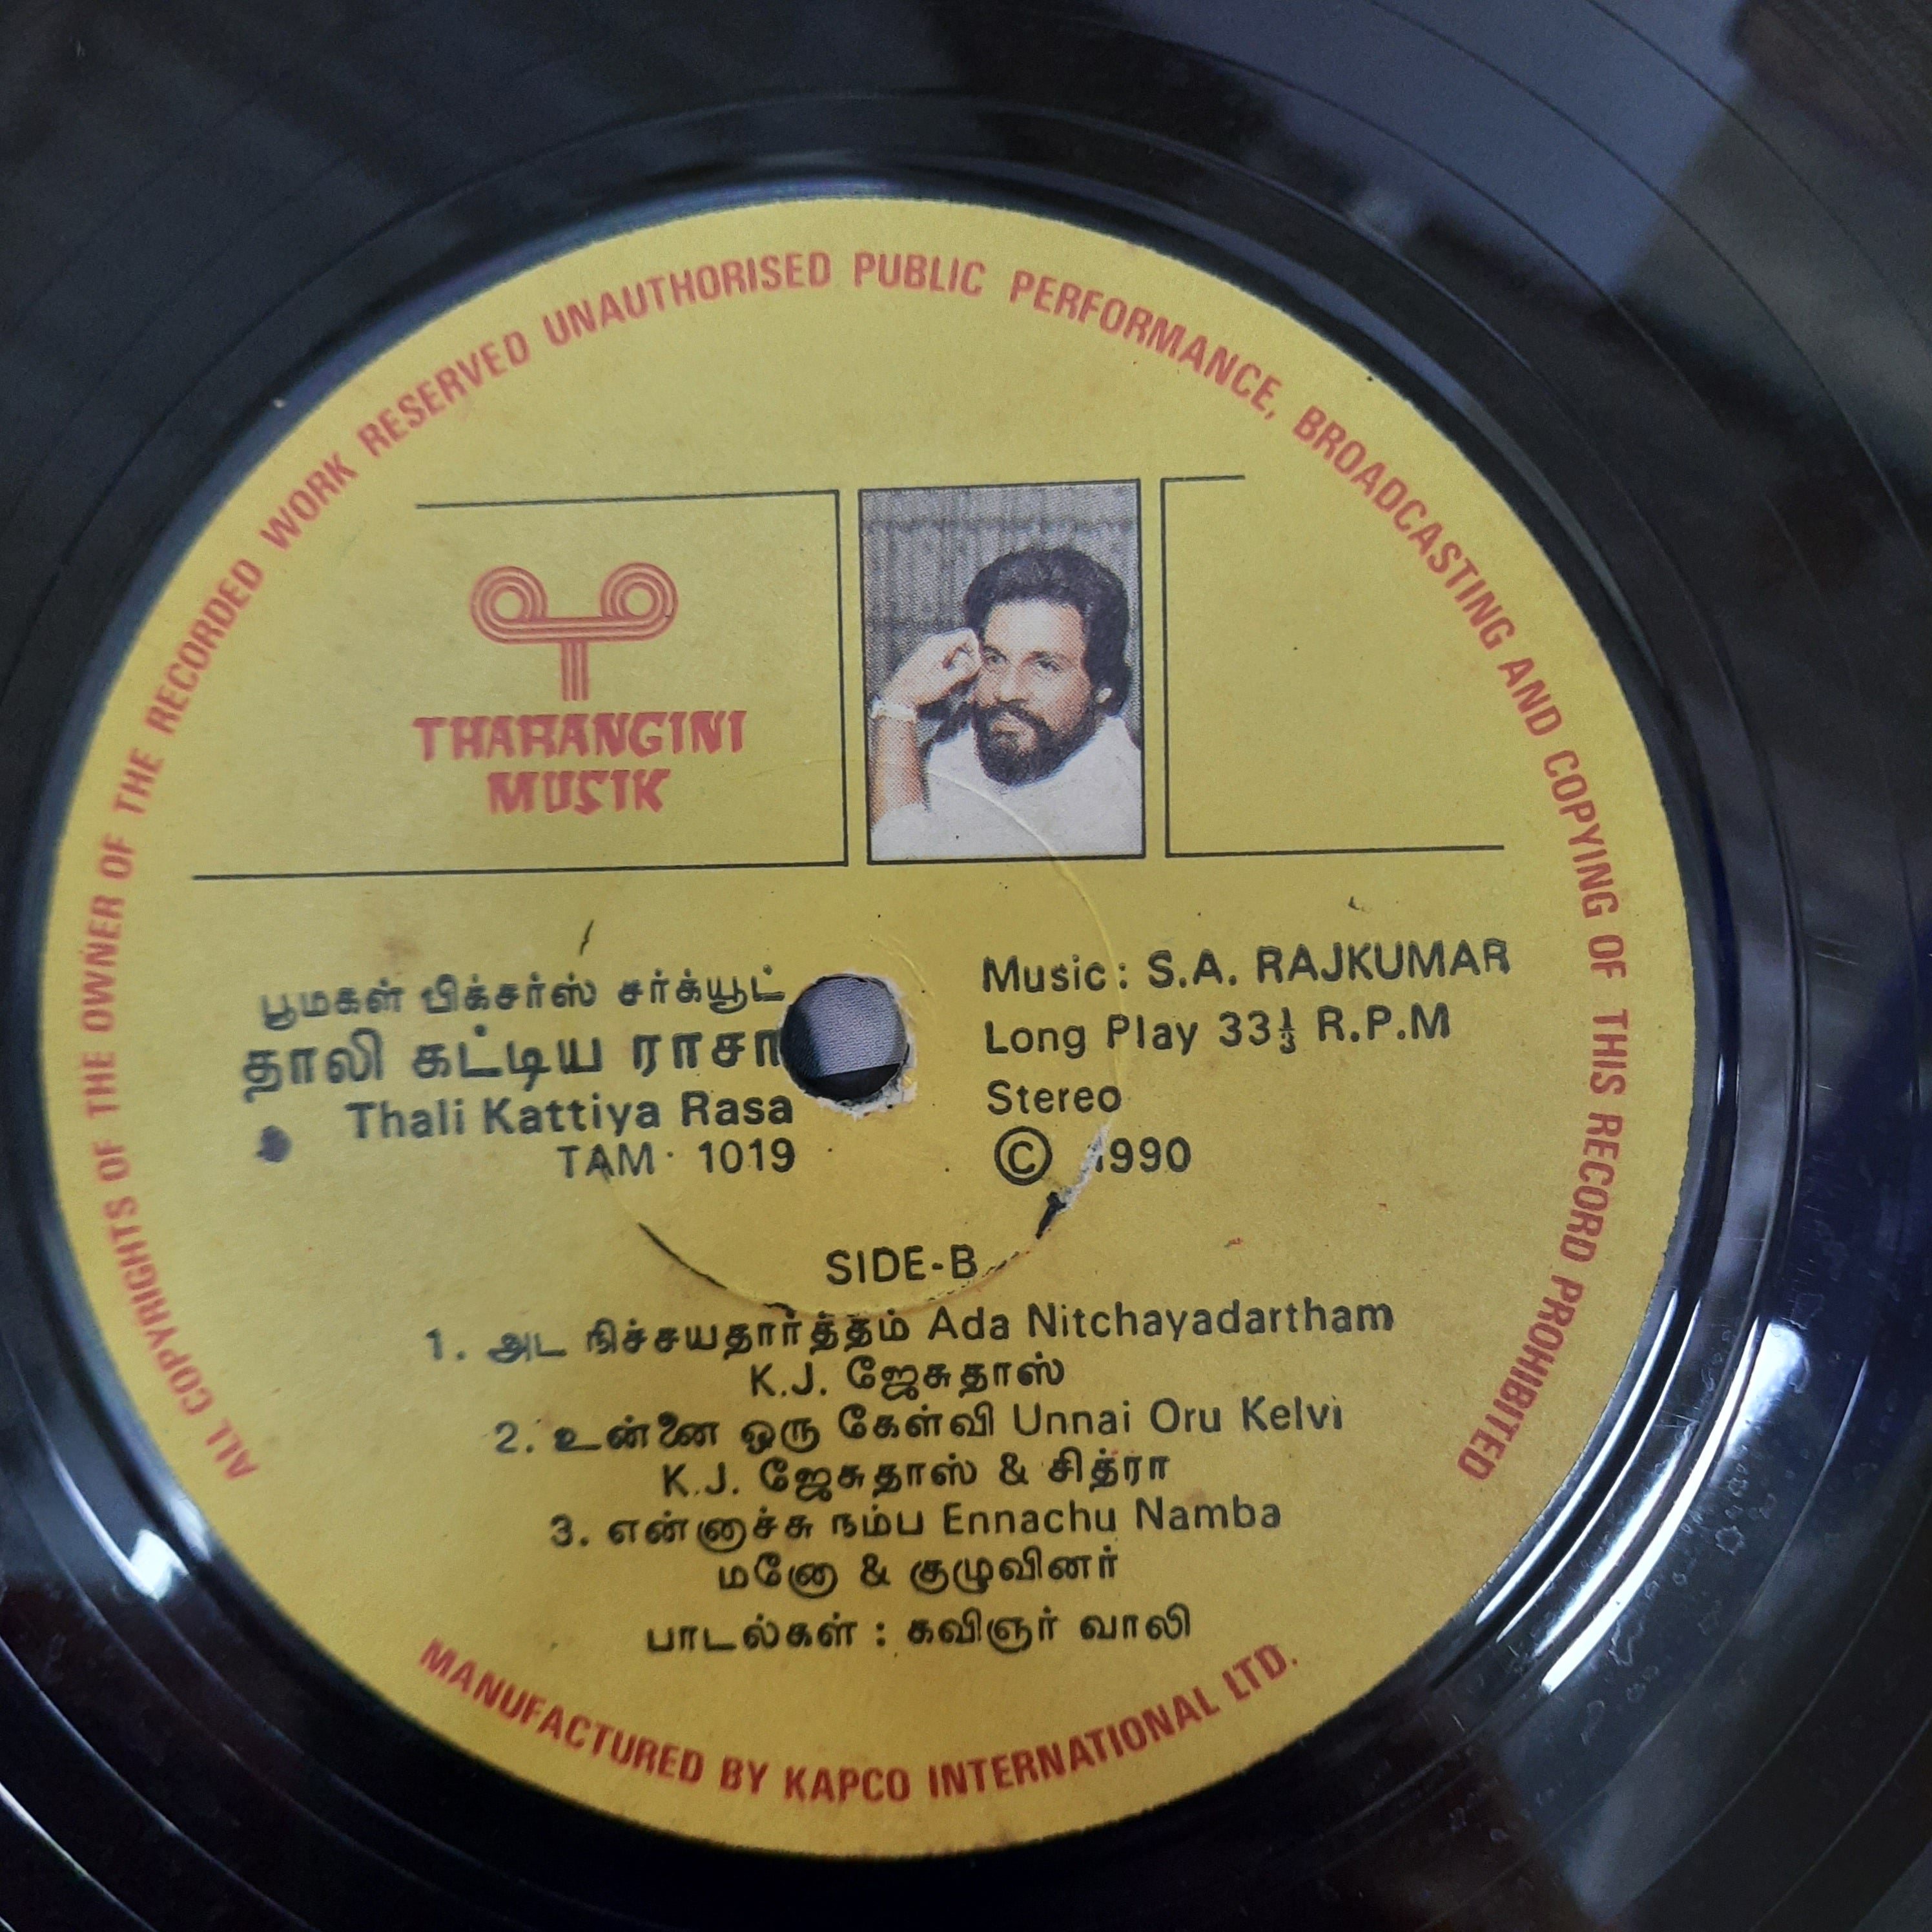 ALL COPYRIGHTS OF THE OWNER OF THE RECORDED WORK RESERVED UNAUTHORISED PUBLIC PERFORMANCE, BROADCASTING AND COPYING OF THIS RECORD PROHIBITED
THARANGINI
MUSIK
பூமகள் பிக்சர்ஸ் சர்க்யூட்
தாலி கட்டிய ராசா
Thali Kattiya Rasa
TAM · 1019
Music : S.A. RAJKUMAR
Long Play 33⅓ R.P.M
Stereo
© 1990
SIDE-B
1. அட நிச்சயதார்த்தம் Ada Nitchayadartham
K.J. ஜேசுதாஸ்
2. உன்னை ஒரு கேள்வி Unnai Oru Kelvi
K.J. ஜேசுதாஸ் & சித்ரா
3. என்னாச்சு நம்ப Ennachu Namba
மனோ & குழுவினர்
பாடல்கள் : கவிஞர் வாலி
MANUFACTURED BY KAPCO INTERNATIONAL LTD.